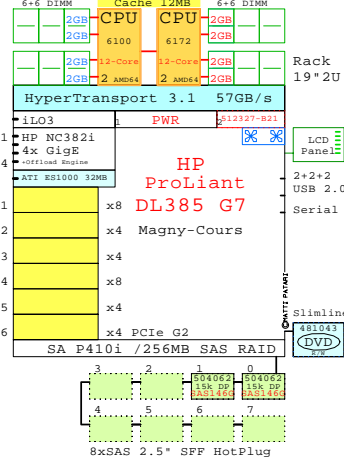 6+6 DIMM Cache 12MB 6+6 DIMM
2GB CPU CPU 2GB
2GB 6100 6172 2GB
2GB 12-Core 12-Core 2GB
2GB 2 AMD64 2 AMD64 2GB
Rack
19"2U
HyperTransport 3.1 57GB/s
iLO3 1 PWR 2 512327-B21
1 HP NC382i
4x GigE
4 +Offload Engine
ATI ES1000 32MB
LCD
Panel
2+2+2
USB 2.0
Serial
HP
ProLiant
DL385 G7
Magny-Cours
1 x8
2 x4
3 x4
4 x8
5 x4
6 x4 PCIe G2
©MATTI PATARI
Slimline
481043
DVD
R/W
SA P410i /256MB SAS RAID
3 2 1 0
504062 504062
15k DP 15k DP
SAS146G SAS146G
4 5 6 7
8xSAS 2.5" SFF HotPlug